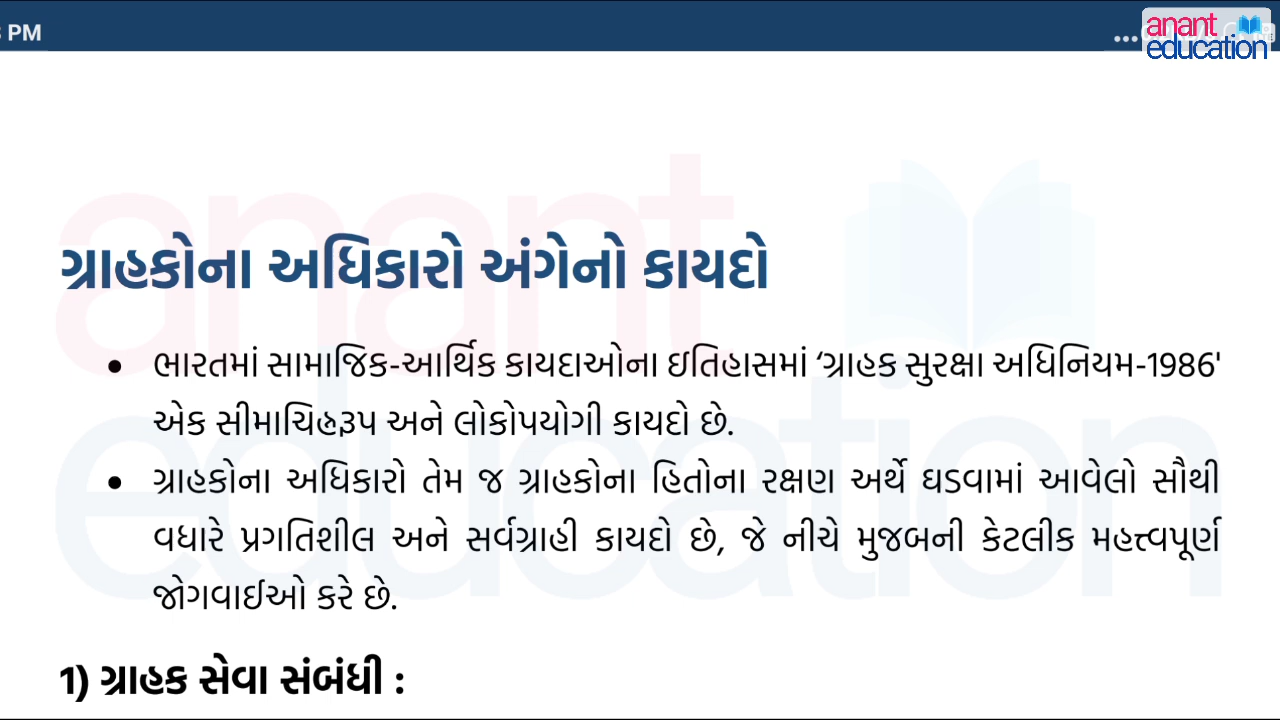 PM
anant
education
ગ્રાહકોના અધિકારો અંગેનો કાયદો
• ભારતમાં સામાજિક-આર્થિક કાયદાઓના ઇતિહાસમાં ‘ગ્રાહક સુરક્ષા અધિનિયમ-1986'
એક સીમાચિહ્નરૂપ અને લોકોપયોગી કાયદો છે.
• ગ્રાહકોના અધિકારો તેમ જ ગ્રાહકોના હિતોના રક્ષણ અર્થે ઘડવામાં આવેલો સૌથી
વધારે પ્રગતિશીલ અને સર્વગ્રાહી કાયદો છે, જે નીચે મુજબની કેટલીક મહત્ત્વપૂર્ણ
જોગવાઈઓ કરે છે.
1) ગ્રાહક સેવા સંબંધી :